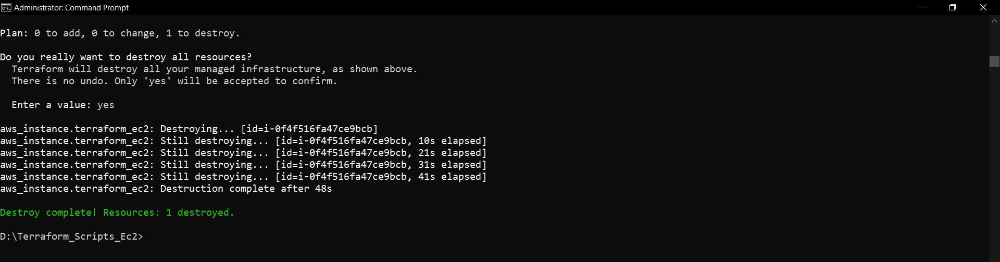 Administrator: Command Prompt
Plan: 0 to add, 0 to change, 1 to destroy.
Do you really want to destroy all resources?
Terraform will destroy all your managed infrastructure, as shown above.
There is no undo. Only 'yes' will be accepted to confirm.
Enter a value: yes
aws_instance.terraform_ec2: Destroying... [id=i-0f4f516fa47ce9bcb]
aws_instance.terraform_ec2: Still destroying... [id=i-0f4f516fa47ce9bcb, 10s elapsed]
aws_instance.terraform_ec2: Still destroying... [id=i-0f4f516fa47ce9bcb, 21s elapsed]
aws_instance.terraform_ec2: Still destroying... [id=i-0f4f516fa47ce9bcb, 31s elapsed]
aws_instance.terraform_ec2: Still destroying... [id=i-0f4f516fa47ce9bcb, 41s elapsed]
aws_instance.terraform_ec2: Destruction complete after 48s
Destroy complete! Resources: 1 destroyed.
D:\Terraform_Scripts_Ec2>